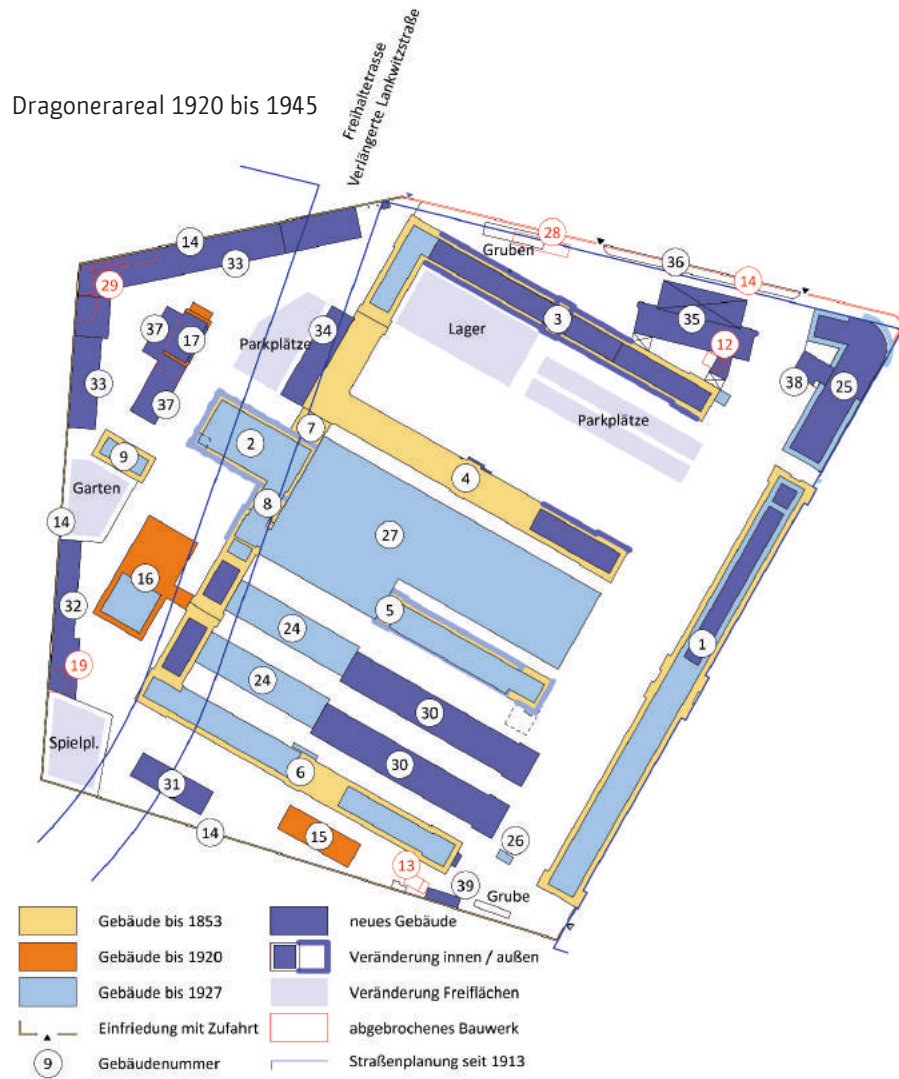 Freihaltetrasse
Verlängerte Lankwitzstraße
Dragonerareal 1920 bis 1945
14
28
33
Gruben
36
14
29
3
35
37
17
34
Lager
12
Parkplätze
38
25
33
37
Parkplätze
7
2
9
4
Garten
8
14
27
16
5
32
24
1
19
24
30
Spielpl.
30
6
31
26
14
15
13
39
Grube
Gebäude bis 1853
neues Gebäude
Gebäude bis 1920
Veränderung innen / außen
Gebäude bis 1927
Veränderung Freiflächen
Einfriedung mit Zufahrt
abgebrochenes Bauwerk
9
Gebäudenummer
Straßenplanung seit 1913